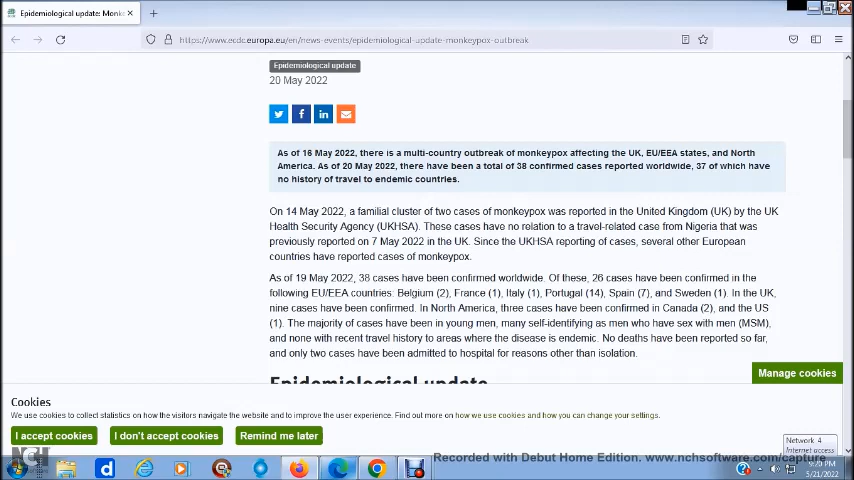 Epidemiological update: Monke
https://www.ecdc.europa.eu/en/news-events/epidemiological-update-monkeypox-outbreak
Epidemiological update
20 May 2022
As of 16 May 2022, there is a multi-country outbreak of monkeypox affecting the UK, EU/EEA states, and North
America. As of 20 May 2022, there have been a total of 38 confirmed cases reported worldwide, 37 of which have
no history of travel to endemic countries.
On 14 May 2022, a familial cluster of two cases of monkeypox was reported in the United Kingdom (UK) by the UK
Health Security Agency (UKHSA). These cases have no relation to a travel-related case from Nigeria that was
previously reported on 7 May 2022 in the UK. Since the UKHSA reporting of cases, several other European
countries have reported cases of monkeypox.
As of 19 May 2022, 38 cases have been confirmed worldwide. Of these, 26 cases have been confirmed in the
following EU/EEA countries: Belgium (2), France (1), Italy (1), Portugal (14), Spain (7), and Sweden (1). In the UK,
nine cases have been confirmed. In North America, three cases have been confirmed in Canada (2), and the US
(1). The majority of cases have been in young men, many self-identifying as men who have sex with men (MSM),
and none with recent travel history to areas where the disease is endemic. No deaths have been reported so far,
and only two cases have been admitted to hospital for reasons other than isolation.
Manage cookies
Epidemiological update
Cookies
We use cookies to collect statistics on how the visitors navigate the website and to improve the user experience. Find out more on how we use cookies and how you can change your settings.
I accept cookies
I don't accept cookies
Remind me later
Network 4
Internet access
NCH
Recorded with Debut Home Edition. www.nchsoftware.com/capture
9:20 PM
5/21/2022